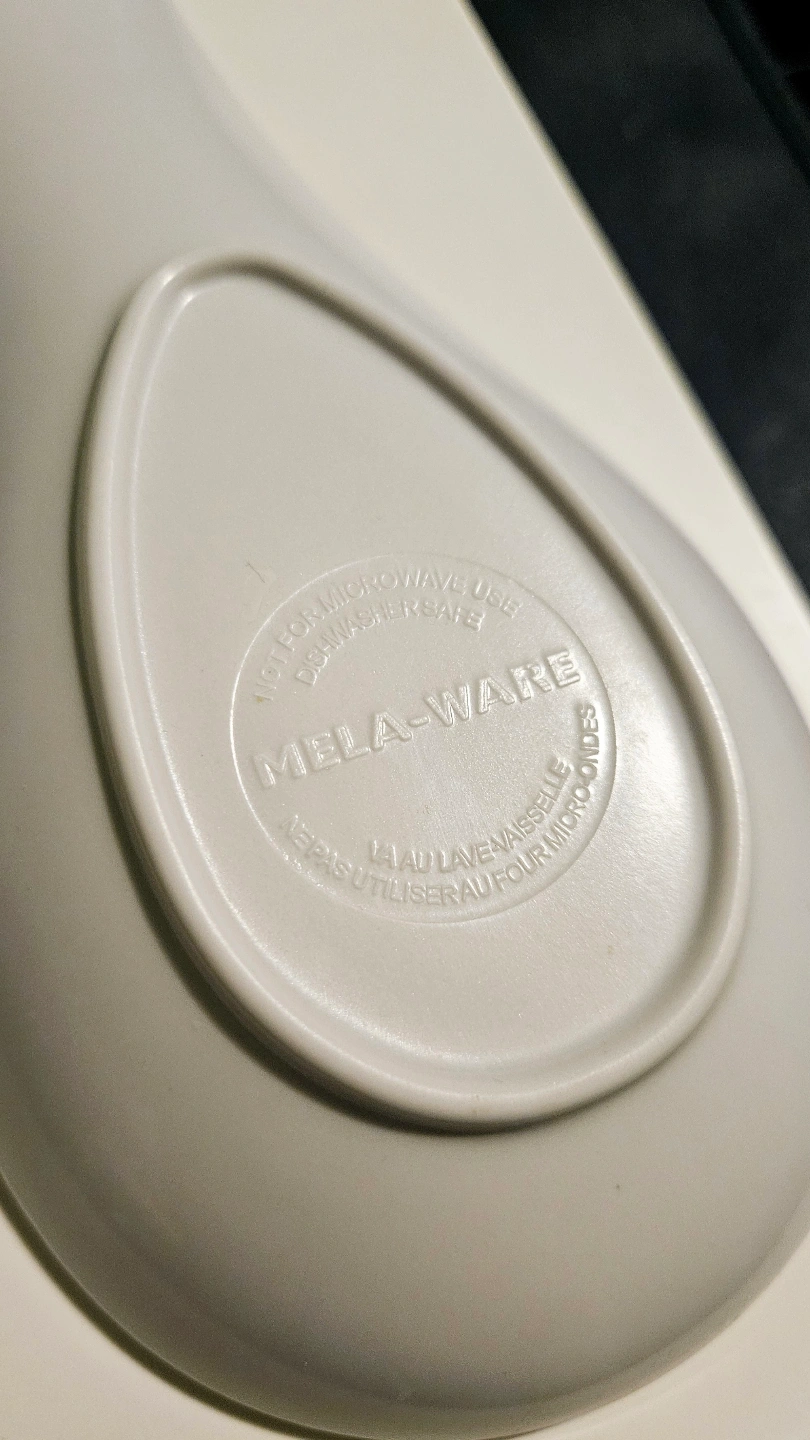 NOT FOR MICROWAVE USE
DISHWASHER SAFE
MELA-WARE
VA AU LAVE-VAISSELLE
NE PAS UTILISER AU FOUR MICRO-ONDES